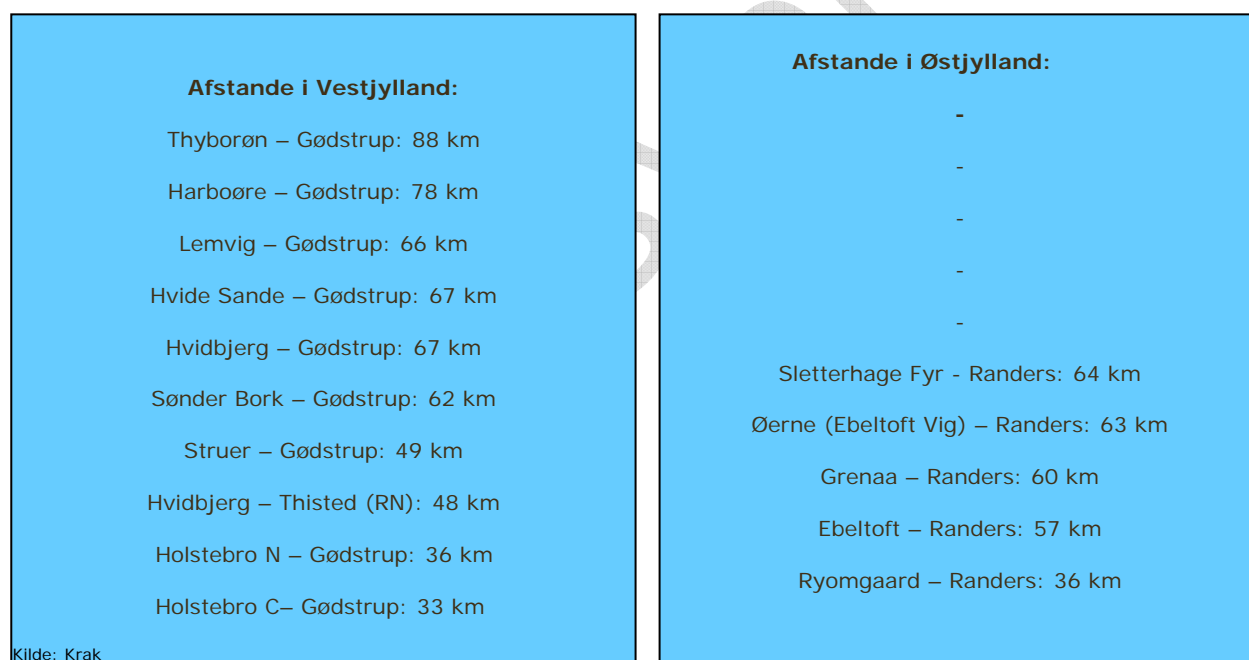 Afstande i Vestjylland:
Thyborøn – Gødstrup: 88 km
Harboøre – Gødstrup: 78 km
Lemvig – Gødstrup: 66 km
Hvide Sande – Gødstrup: 67 km
Hvidbjerg – Gødstrup: 67 km
Sønder Bork – Gødstrup: 62 km
Struer – Gødstrup: 49 km
Hvidbjerg – Thisted (RN): 48 km
Holstebro N – Gødstrup: 36 km
Holstebro C– Gødstrup: 33 km
Kilde: Krak
Afstande i Østjylland:
-
-
-
-
-
Sletterhage Fyr - Randers: 64 km
Øerne (Ebeltoft Vig) – Randers: 63 km
Grenaa – Randers: 60 km
Ebeltoft – Randers: 57 km
Ryomgaard – Randers: 36 km